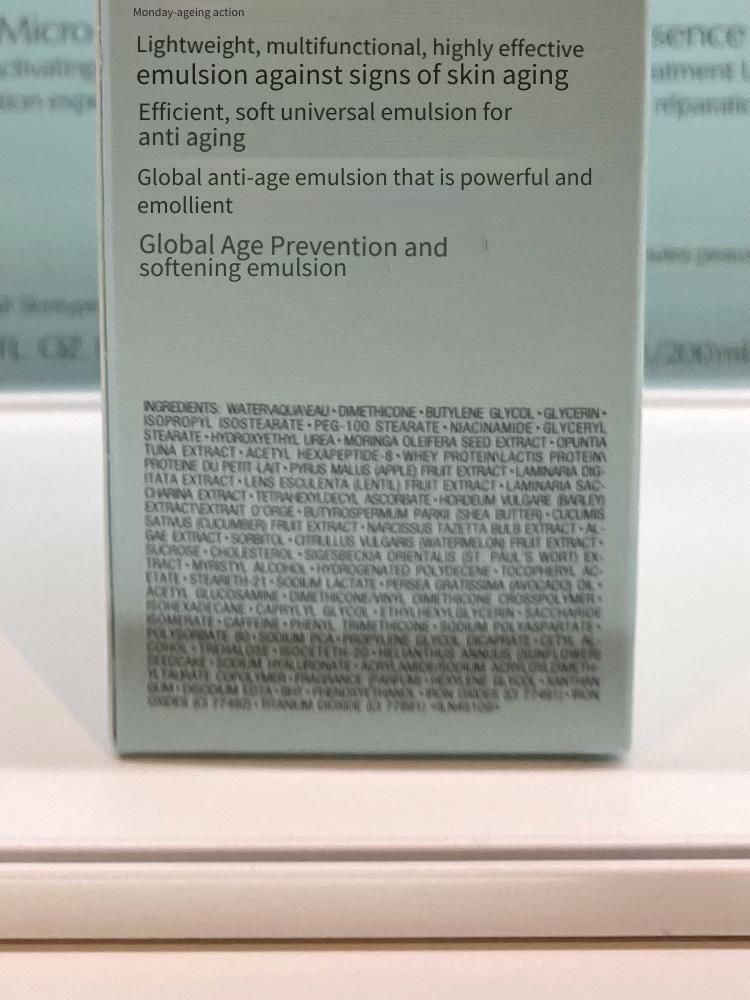 Monday-ageing action
Lightweight, multifunctional, highly effective
emulsion against signs of skin aging
Efficient, soft universal emulsion for
anti aging
Global anti-age emulsion that is powerful and
emollient
Global Age Prevention and
softening emulsion
Micro
sence
INGREDIENTS: WATER\AQUA\EAU • DIMETHICONE • BUTYLENE GLYCOL • GLYCERIN •
ISOPROPYL ISOSTEARATE • PEG-100 STEARATE • NIACINAMIDE • GLYCERYL
STEARATE • HYDROXYETHYL UREA • MORINGA OLEIFERA SEED EXTRACT • OPUNTIA
TUNA EXTRACT • ACETYL HEXAPEPTIDE-8 • WHEY PROTEIN\LACTIS PROTEIN\
PROTEINE DU PETIT-LAIT • PYRUS MALUS (APPLE) FRUIT EXTRACT • LAMINARIA DIG-
ITATA EXTRACT • LENS ESCULENTA (LENTIL) FRUIT EXTRACT • LAMINARIA SAC-
CHARINA EXTRACT • TETRAHEXYLDECYL ASCORBATE • HORDEUM VULGARE (BARLEY)
EXTRACT\EXTRAIT D'ORGE • BUTYROSPERMUM PARKII (SHEA BUTTER) • CUCUMIS
SATIVUS (CUCUMBER) FRUIT EXTRACT • NARCISSUS TAZETTA BULB EXTRACT • AL-
GAE EXTRACT • SORBITOL • CITRULLUS VULGARIS (WATERMELON) FRUIT EXTRACT •
SUCROSE • CHOLESTEROL • SIGESBECKIA ORIENTALIS (ST. PAUL'S WORT) EX-
TRACT • MYRISTYL ALCOHOL • HYDROGENATED POLYDECENE • TOCOPHERYL AC-
ETATE • STEARETH-21 • SODIUM LACTATE • PERSEA GRATISSIMA (AVOCADO) OIL •
ACETYL GLUCOSAMINE • DIMETHICONE/VINYL DIMETHICONE CROSSPOLYMER •
ISOHEXADECANE • CAPRYLYL GLYCOL • ETHYLHEXYLGLYCERIN • SACCHARIDE
ISOMERATE • CAFFEINE • PHENYL TRIMETHICONE • SODIUM POLYASPARTATE •
POLYSORBATE 80 • SODIUM PCA • PROPYLENE GLYCOL DICAPRATE • CETYL AL-
COHOL • TREHALOSE • ISOCETETH-20 • HELIANTHUS ANNUUS (SUNFLOWER)
SEEDCAKE • SODIUM HYALURONATE • ACRYLAMIDE/SODIUM ACRYLOYLDIMETH-
YLTAURATE COPOLYMER • FRAGRANCE (PARFUM) • HEXYLENE GLYCOL • XANTHAN
GUM • DISODIUM EDTA • BHT • PHENOXYETHANOL • IRON OXIDES (CI 77491) • IRON
OXIDES (CI 77492) • TITANIUM DIOXIDE (CI 77891)
FL. OZ.
/200ml